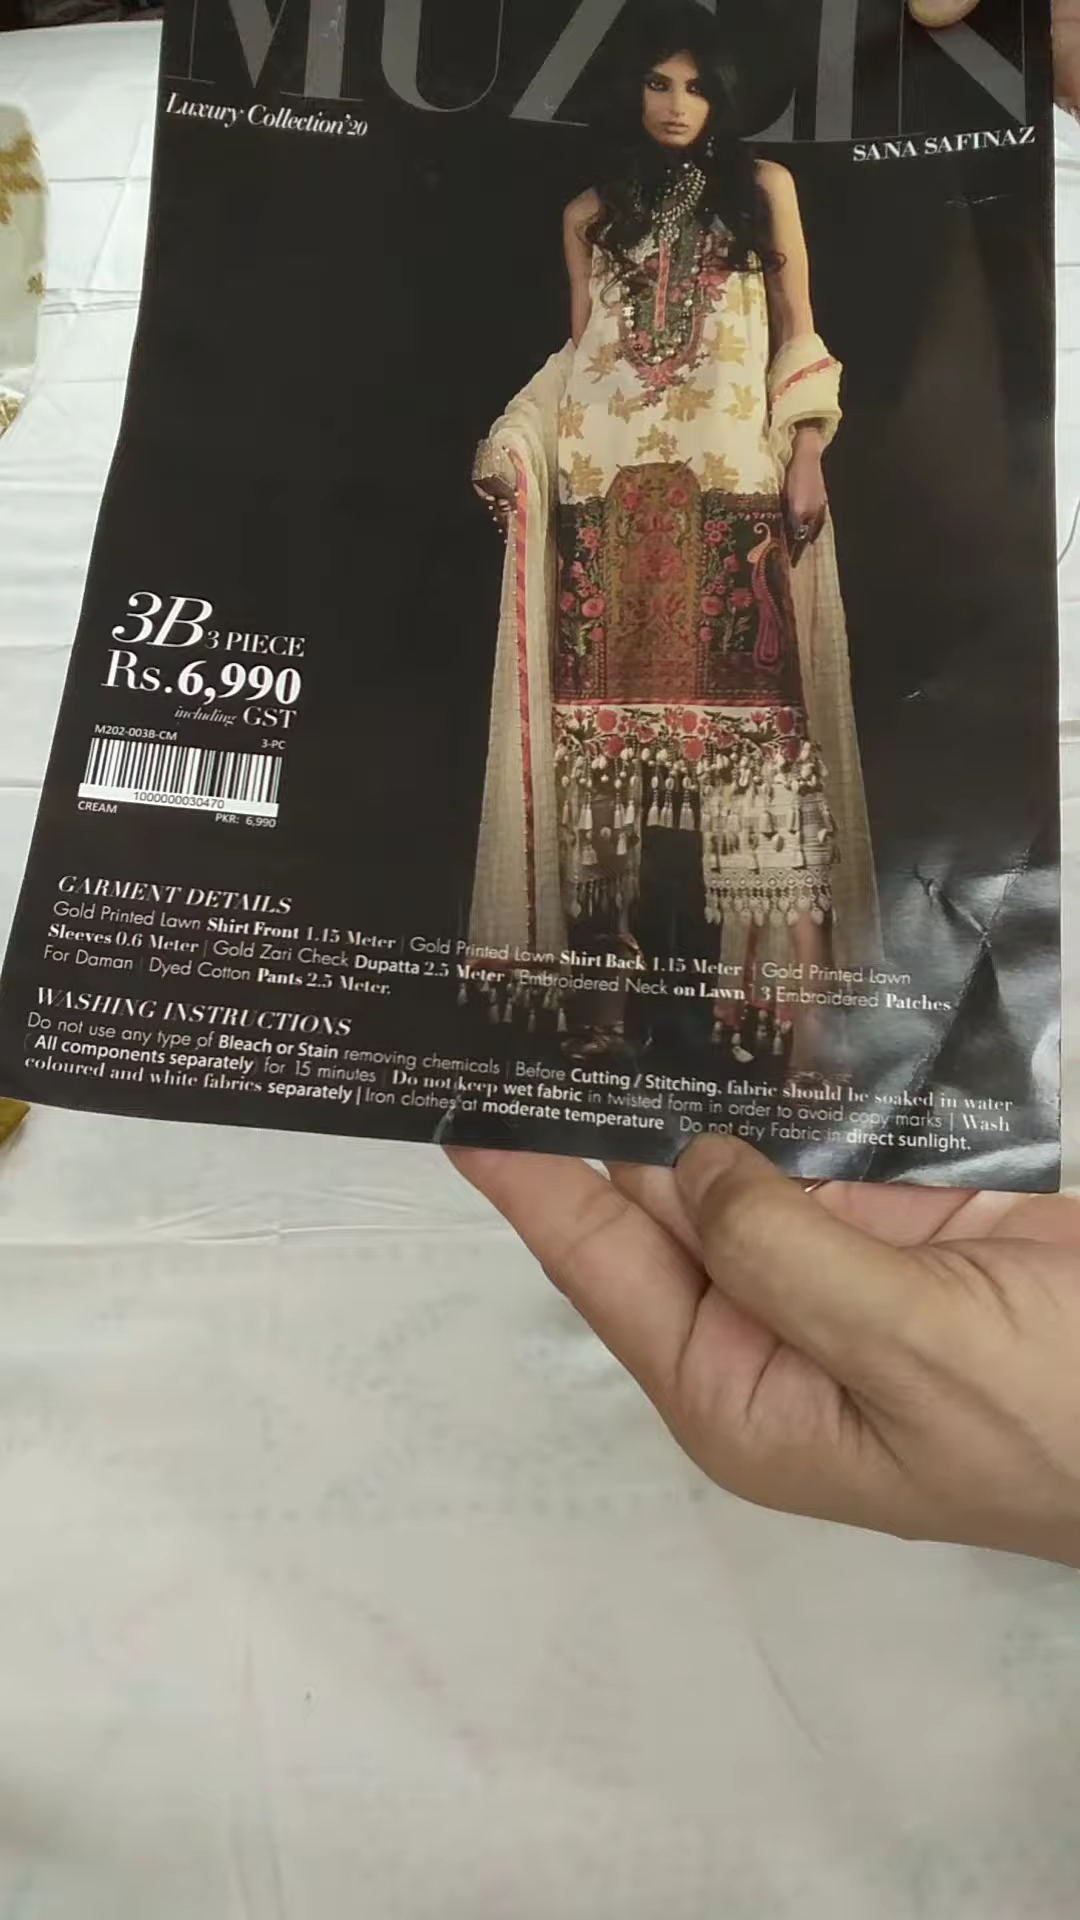 MUZLIN
Luxury Collection'20
SANA SAFINAZ
3B 3 PIECE
Rs.6,990
including GST
M202-003B-CM 3-PC
1000000030470
CREAM PKR: 6,990
GARMENT DETAILS
Gold Printed Lawn Shirt Front 1.15 Meter | Gold Printed Lawn Shirt Back 1.15 Meter | Gold Printed Lawn
Sleeves 0.6 Meter | Gold Zari Check Dupatta 2.5 Meter | Embroidered Neck on Lawn | 3 Embroidered Patches
For Daman | Dyed Cotton Pants 2.5 Meter.
WASHING INSTRUCTIONS
Do not use any type of Bleach or Stain removing chemicals | Before Cutting / Stitching, fabric should be soaked in water
(All components separately) for 15 minutes | Do not keep wet fabric in twisted form in order to avoid copy marks | Wash
coloured and white fabrics separately | Iron clothes at moderate temperature | Do not dry Fabric in direct sunlight.